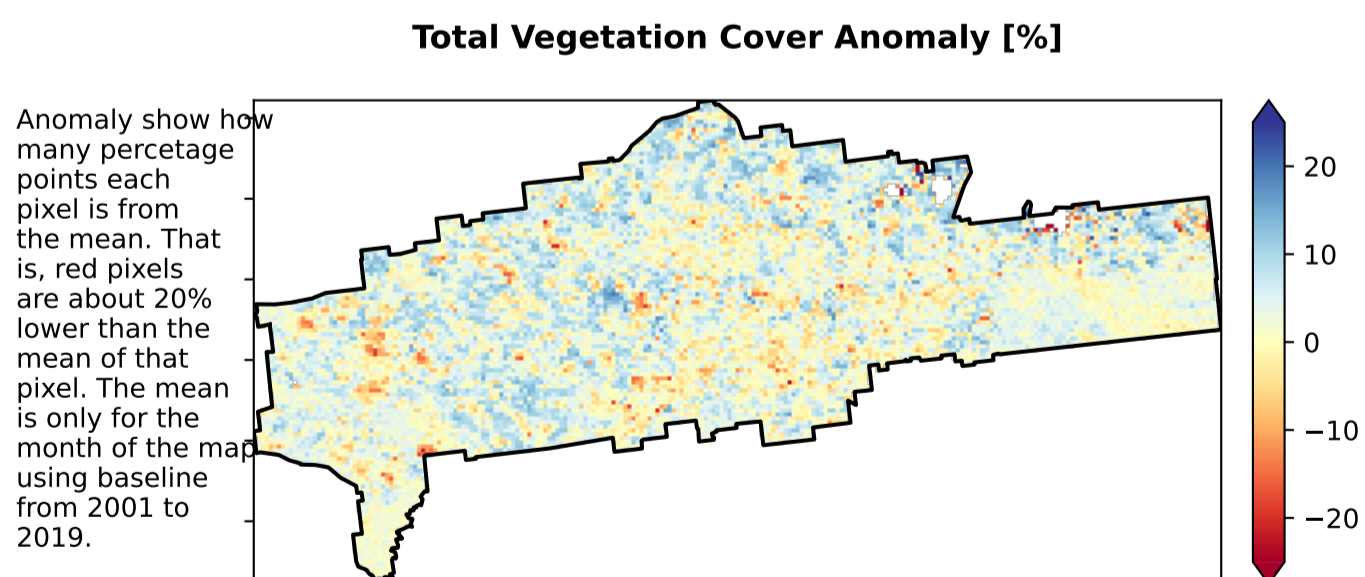 Total Vegetation Cover Anomaly [%]
Anomaly show how
many percetage
points each
pixel is from
the mean. That
is, red pixels
are about 20%
lower than the
mean of that
pixel. The mean
is only for the
month of the map
using baseline
from 2001 to
2019.
20
10
0
−10
−20